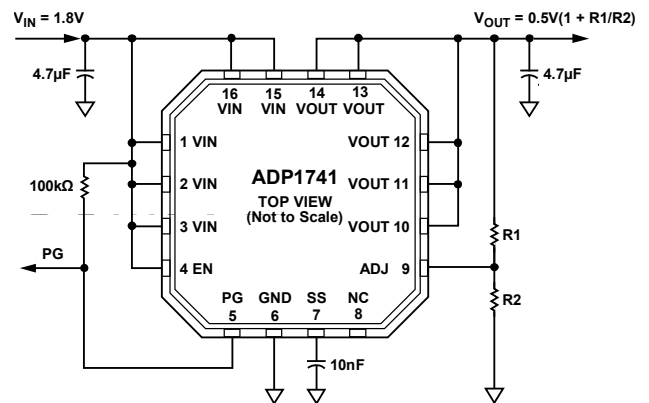 VIN = 1.8V
VOUT = 0.5V(1 + R1/R2)
4.7µF
4.7µF
16
VIN
15
VIN
14
VOUT
13
VOUT
1 VIN
VOUT 12
100kΩ
2 VIN
ADP1741
TOP VIEW
(Not to Scale)
VOUT 11
3 VIN
VOUT 10
R1
PG
4 EN
ADJ 9
R2
PG
5
GND
6
SS
7
NC
8
10nF